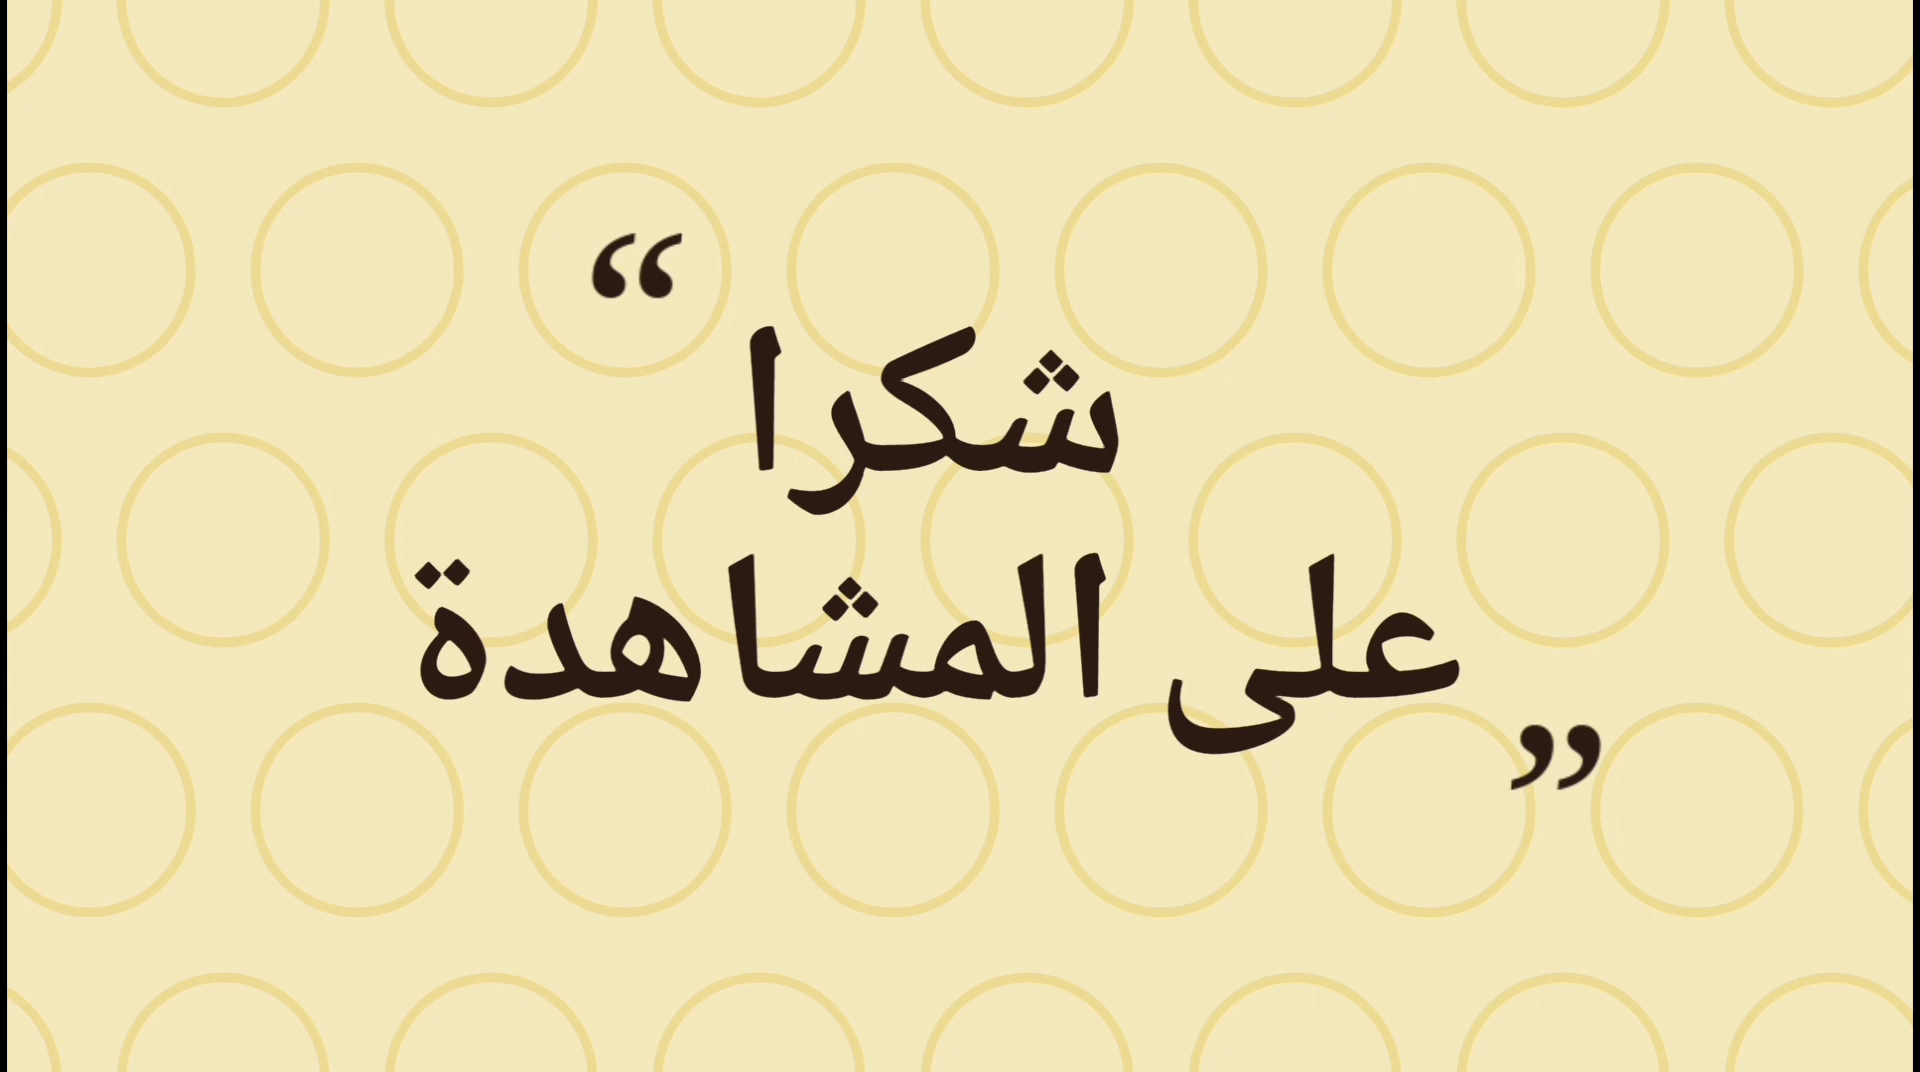 “
شكرا
على المشاهدة
”